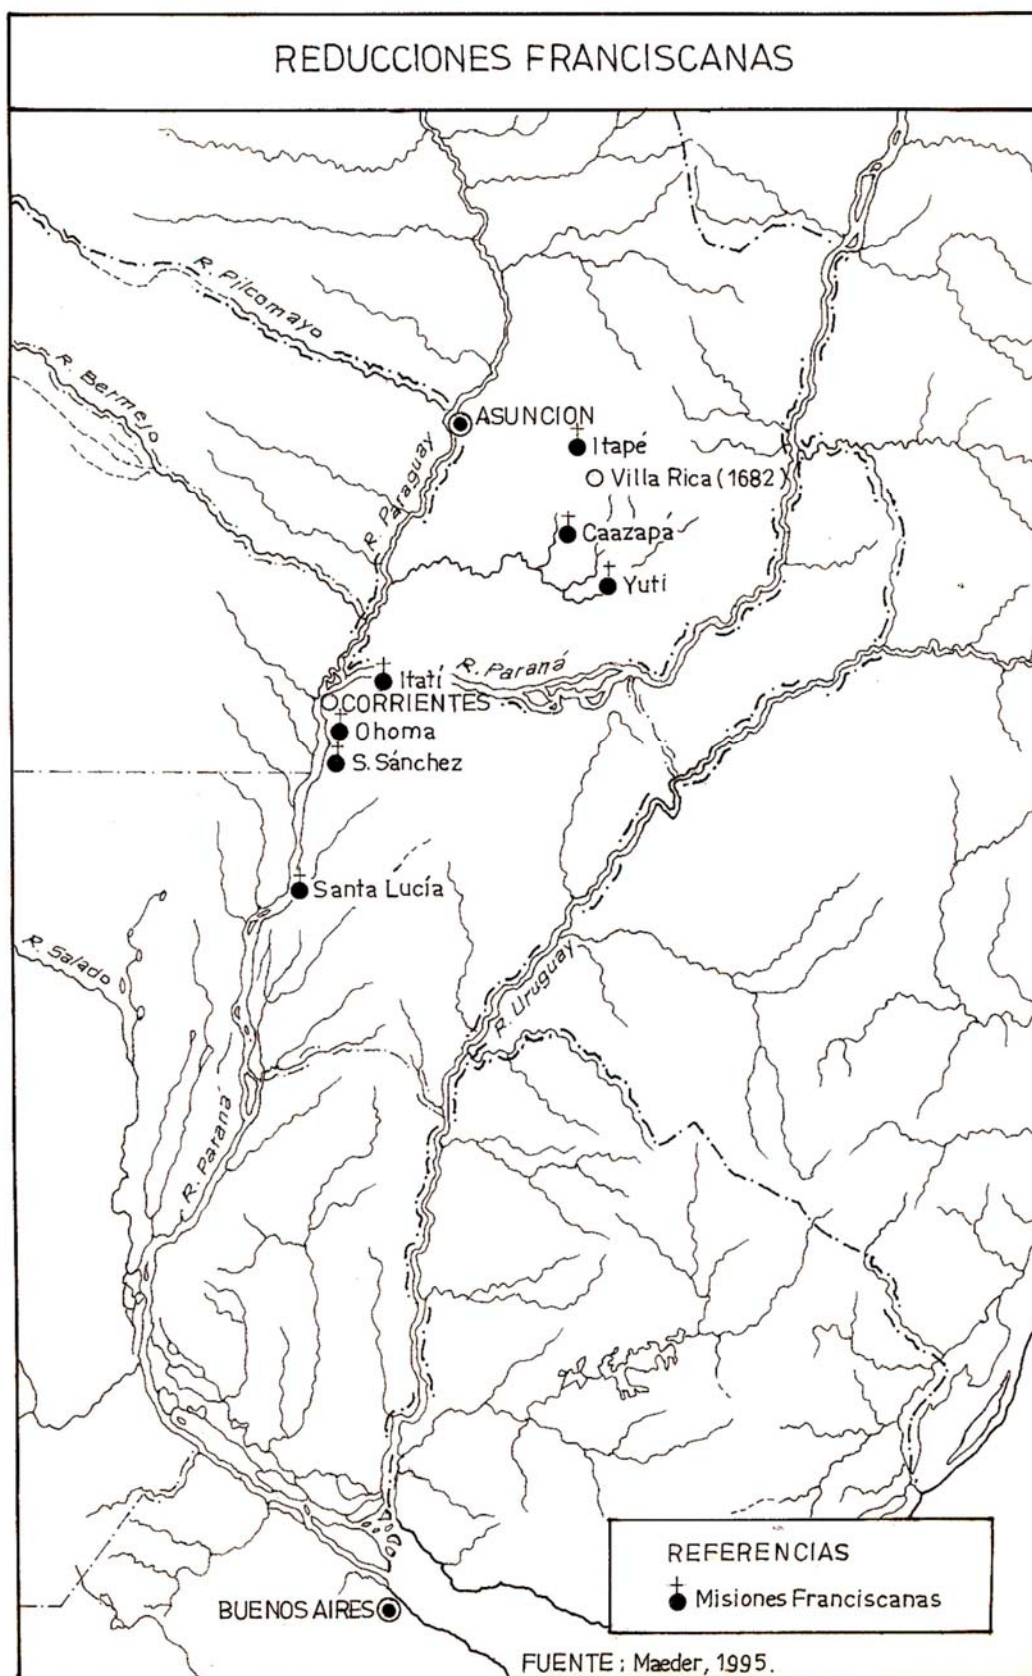 REDUCCIONES FRANCISCANAS
R. Pilcomayo
R. Bermejo
ASUNCION
Itapé
Villa Rica (1682)
R. Paraguay
Caazapá
Yutí
R. Paraná
Itatí
CORRIENTES
Ohoma
S. Sánchez
Santa Lucía
R. Salado
R. Uruguay
R. Paraná
REFERENCIAS
Misiones Franciscanas
BUENOS AIRES
FUENTE: Maeder, 1995.